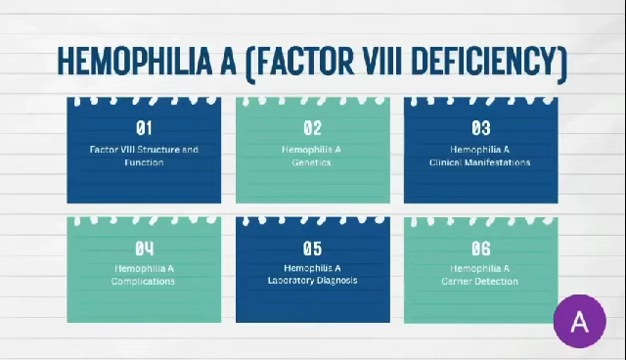 HEMOPHILIA A (FACTOR VIII DEFICIENCY)
01
Factor VIII Structure and
Function
02
Hemophilia A
Genetics
03
Hemophilia A
Clinical Manifestations
04
Hemophilia A
Complications
05
Hemophilia A
Laboratory Diagnosis
06
Hemophilia A
Carrier Detection
A